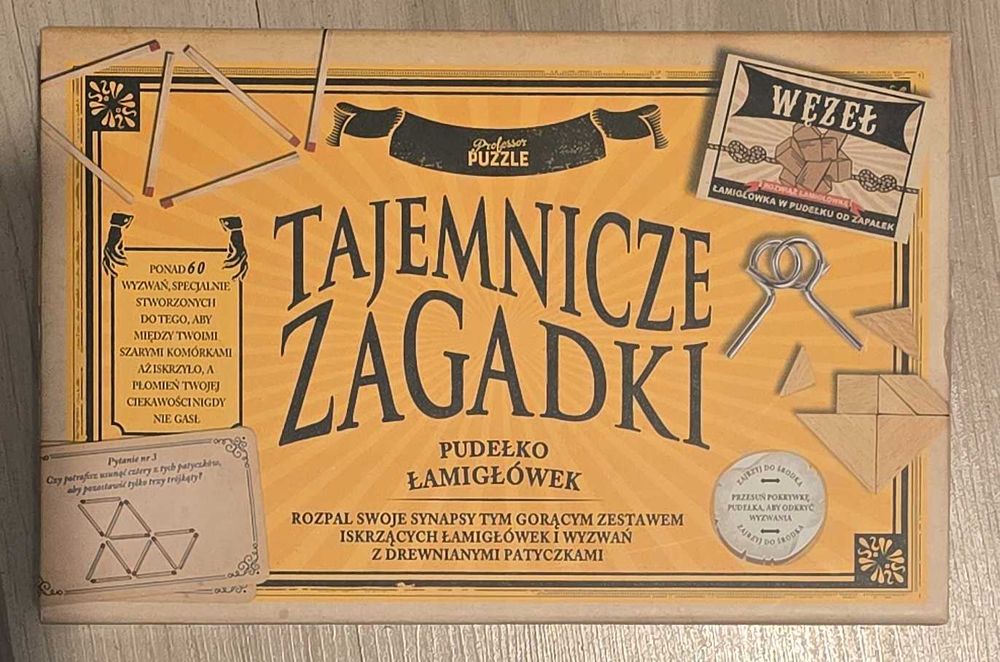 Professor
PUZZLE
TAJEMNICZE
ZAGADKI
PUDEŁKO
ŁAMIGŁÓWEK
ROZPAL SWOJE SYNAPSY TYM GORĄCYM ZESTAWEM
ISKRZĄCYCH ŁAMIGŁÓWEK I WYZWAŃ
Z DREWNIANYMI PATYCZKAMI
PONAD 60
WYZWAŃ, SPECJALNIE
STWORZONYCH
DO TEGO, ABY
MIĘDZY TWOIMI
SZARYMI KOMÓRKAMI
AŻ ISKRZYŁO, A
PŁOMIEŃ TWOJEJ
CIEKAWOŚCI NIGDY
NIE GASŁ
Pytanie nr 3
Czy potrafisz usunąć cztery z tych patyczków,
aby pozostawić tylko trzy trójkąty?
WĘZEŁ
ROZWIĄŻ ŁAMIGŁÓWKĘ
ŁAMIGŁÓWKA W PUDEŁKU OD ZAPAŁEK
ZAJRZYJ DO ŚRODKA
PRZESUŃ POKRYWKĘ
PUDEŁKA, ABY ODKRYĆ
WYZWANIA
ZAJRZYJ DO ŚRODKA